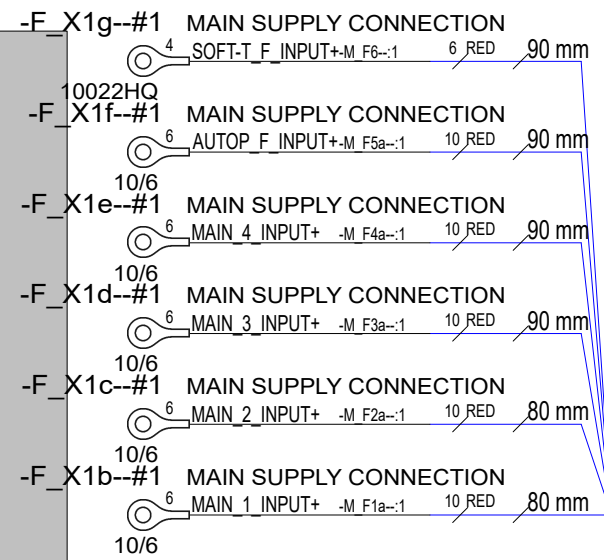 -F_X1g--#1 MAIN SUPPLY CONNECTION
4 SOFT-T_F_INPUT+-M_F6--:1 6 RED 90 mm
10022HQ
-F_X1f--#1 MAIN SUPPLY CONNECTION
6 AUTOP_F_INPUT+-M_F5a--:1 10 RED 90 mm
10/6
-F_X1e--#1 MAIN SUPPLY CONNECTION
6 MAIN_4_INPUT+ -M_F4a--:1 10 RED 90 mm
10/6
-F_X1d--#1 MAIN SUPPLY CONNECTION
6 MAIN_3_INPUT+ -M_F3a--:1 10 RED 90 mm
10/6
-F_X1c--#1 MAIN SUPPLY CONNECTION
6 MAIN_2_INPUT+ -M_F2a--:1 10 RED 80 mm
10/6
-F_X1b--#1 MAIN SUPPLY CONNECTION
6 MAIN_1_INPUT+ -M_F1a--:1 10 RED 80 mm
10/6